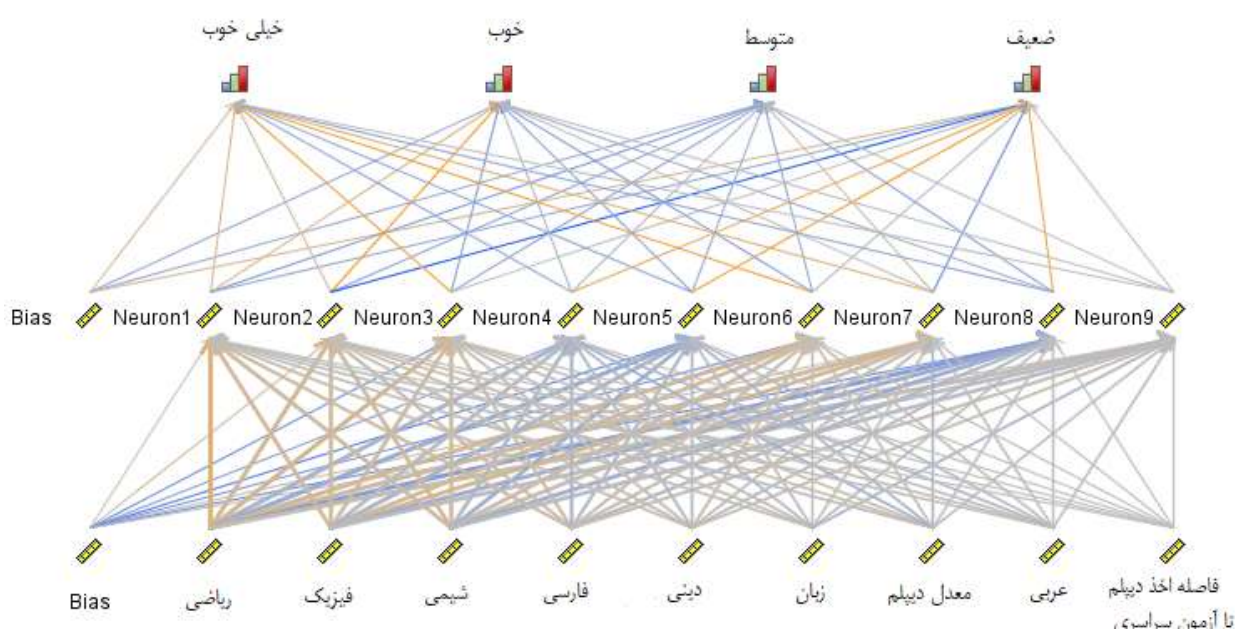 خیلی خوب
خوب
متوسط
ضعیف
Bias Neuron1 Neuron2 Neuron3 Neuron4 Neuron5 Neuron6 Neuron7 Neuron8 Neuron9
Bias
ریاضی
فیزیک
شیمی
فارسی
دینی
زبان
معدل دیپلم
عربی
فاصله اخذ دیپلم
تا آزمون سراسری